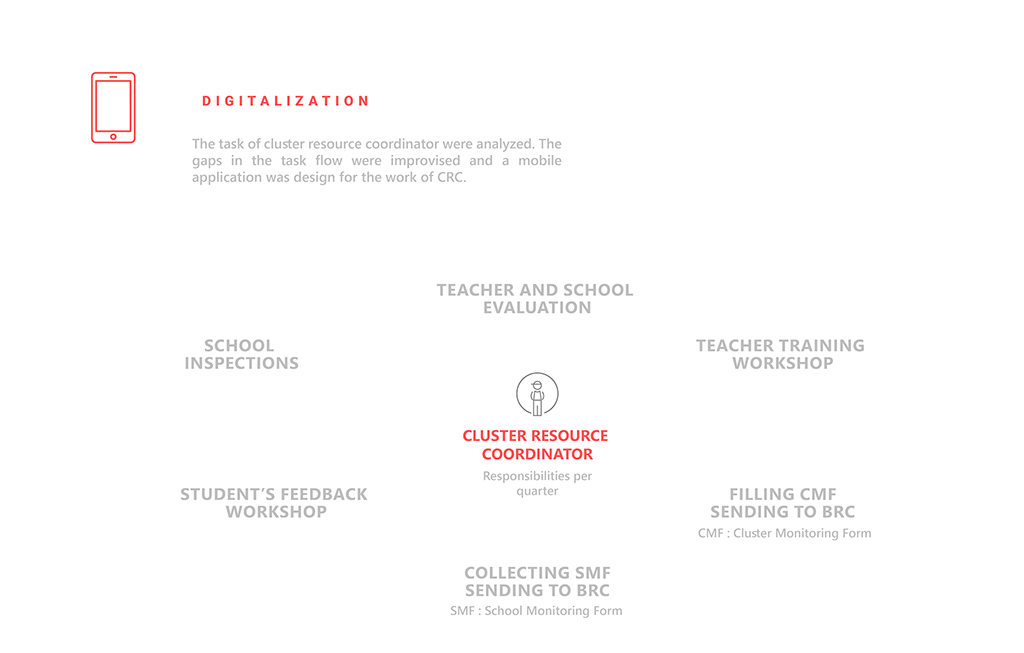 DIGITALIZATION
The task of cluster resource coordinator were analyzed. The
gaps in the task flow were improvised and a mobile
application was design for the work of CRC.
TEACHER AND SCHOOL
EVALUATION
SCHOOL
INSPECTIONS
TEACHER TRAINING
WORKSHOP
CLUSTER RESOURCE
COORDINATOR
Responsibilities per
quarter
STUDENT’S FEEDBACK
WORKSHOP
FILLING CMF
SENDING TO BRC
CMF : Cluster Monitoring Form
COLLECTING SMF
SENDING TO BRC
SMF : School Monitoring Form